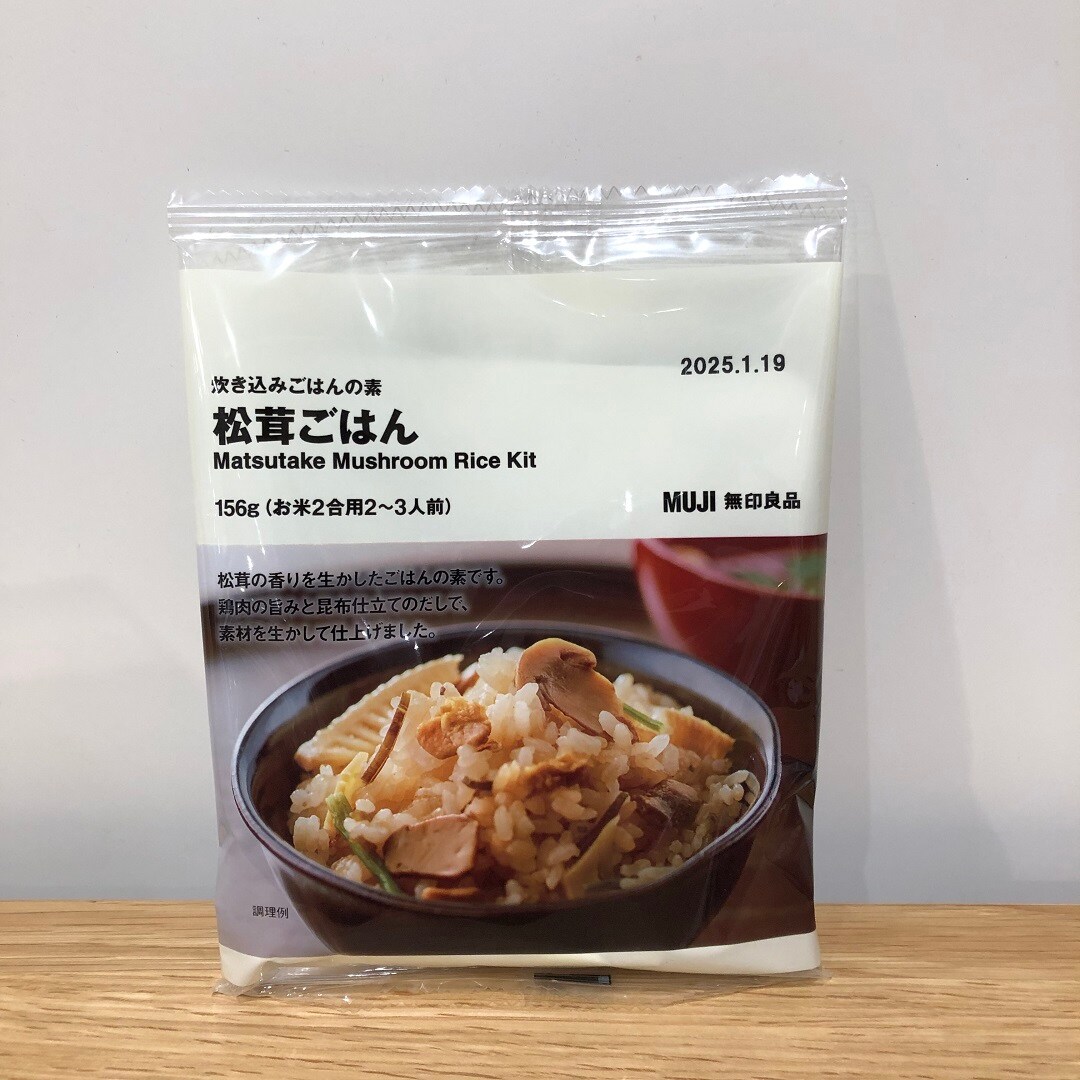 2025.1.19
炊き込みごはんの素
松茸ごはん
Matsutake Mushroom Rice Kit
156g（お米2合用2〜3人前）
MUJI 無印良品
松茸の香りを生かしたごはんの素です。
鶏肉の旨みと昆布仕立てのだしで、
素材を生かして仕上げました。
調理例